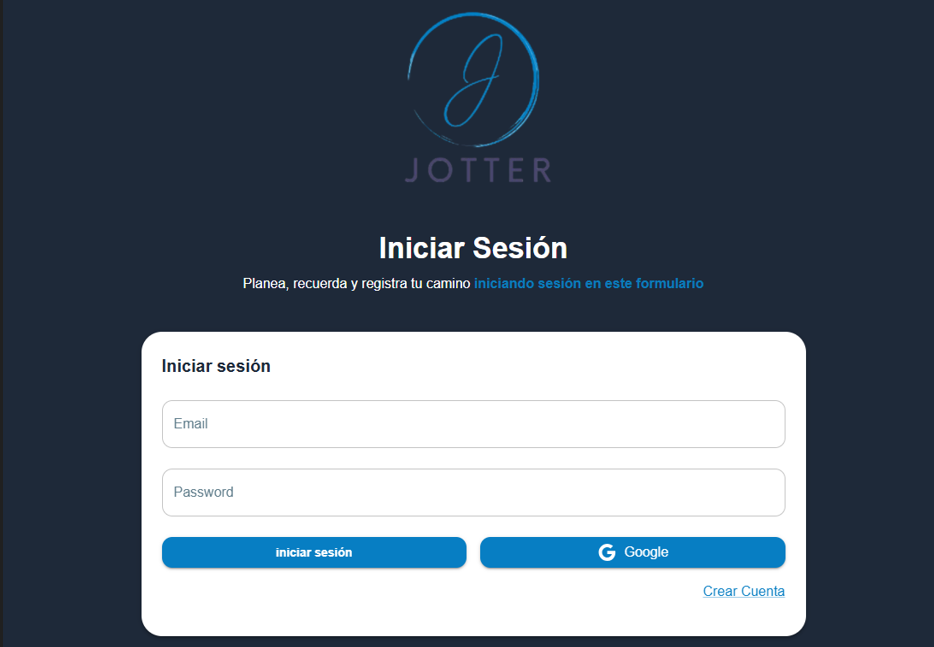 J
JOTTER
Iniciar Sesión
Planea, recuerda y registra tu camino iniciando sesión en este formulario
Iniciar sesión
Email
Password
iniciar sesión
G Google
Crear Cuenta